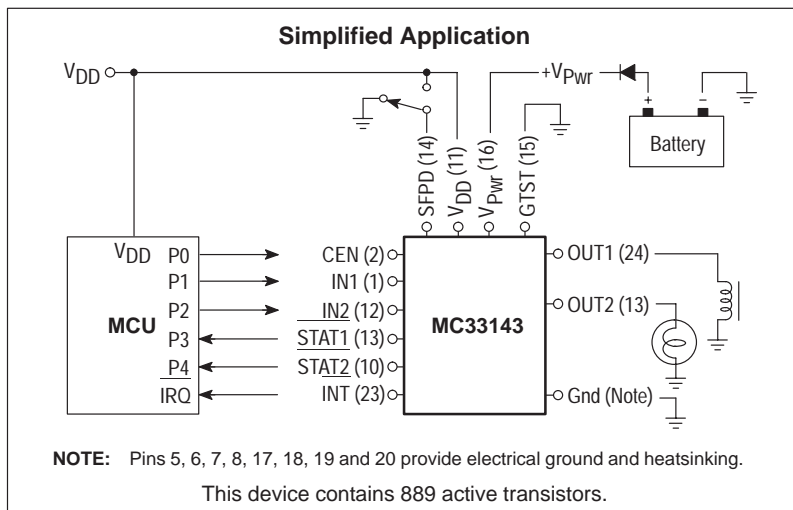 Simplified Application
VDD
+VPwr
+ –
Battery
SFPD (14)
VDD (11)
VPwr (16)
GTST (15)
VDD
MCU
P0
P1
P2
P3
P4
IRQ
CEN (2)
IN1 (1)
IN2 (12)
STAT1 (13)
STAT2 (10)
INT (23)
MC33143
OUT1 (24)
OUT2 (13)
Gnd (Note)
NOTE: Pins 5, 6, 7, 8, 17, 18, 19 and 20 provide electrical ground and heatsinking.
This device contains 889 active transistors.